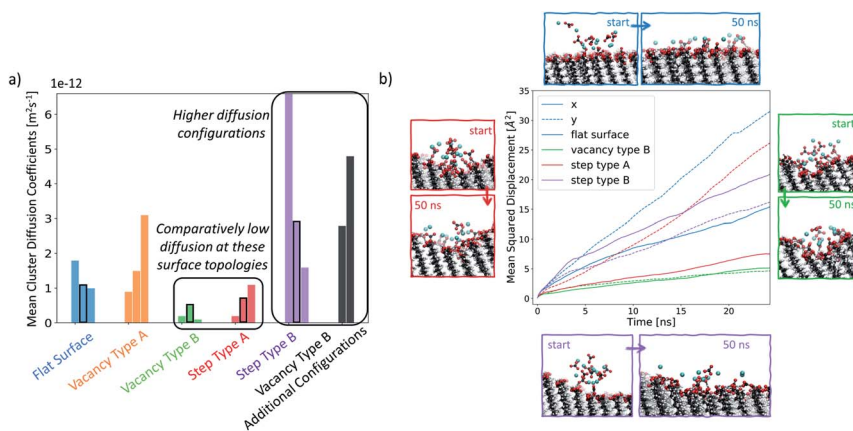 a)
1e-12
Mean Cluster Diffusion Coefficients [m²s⁻¹]
6
5
4
3
2
1
0
Higher diffusion
configurations
Comparatively low
diffusion at these
surface topologies
Flat Surface
Vacancy Type A
Vacancy Type B
Step Type A
Step Type B
Vacancy Type B
Additional Configurations
b)
start
50 ns
start
50 ns
Mean Squared Displacement [Å²]
35
30
25
20
15
10
5
0
x
y
flat surface
vacancy type B
step type A
step type B
0
5
10
15
20
Time [ns]
start
50 ns
start
50 ns